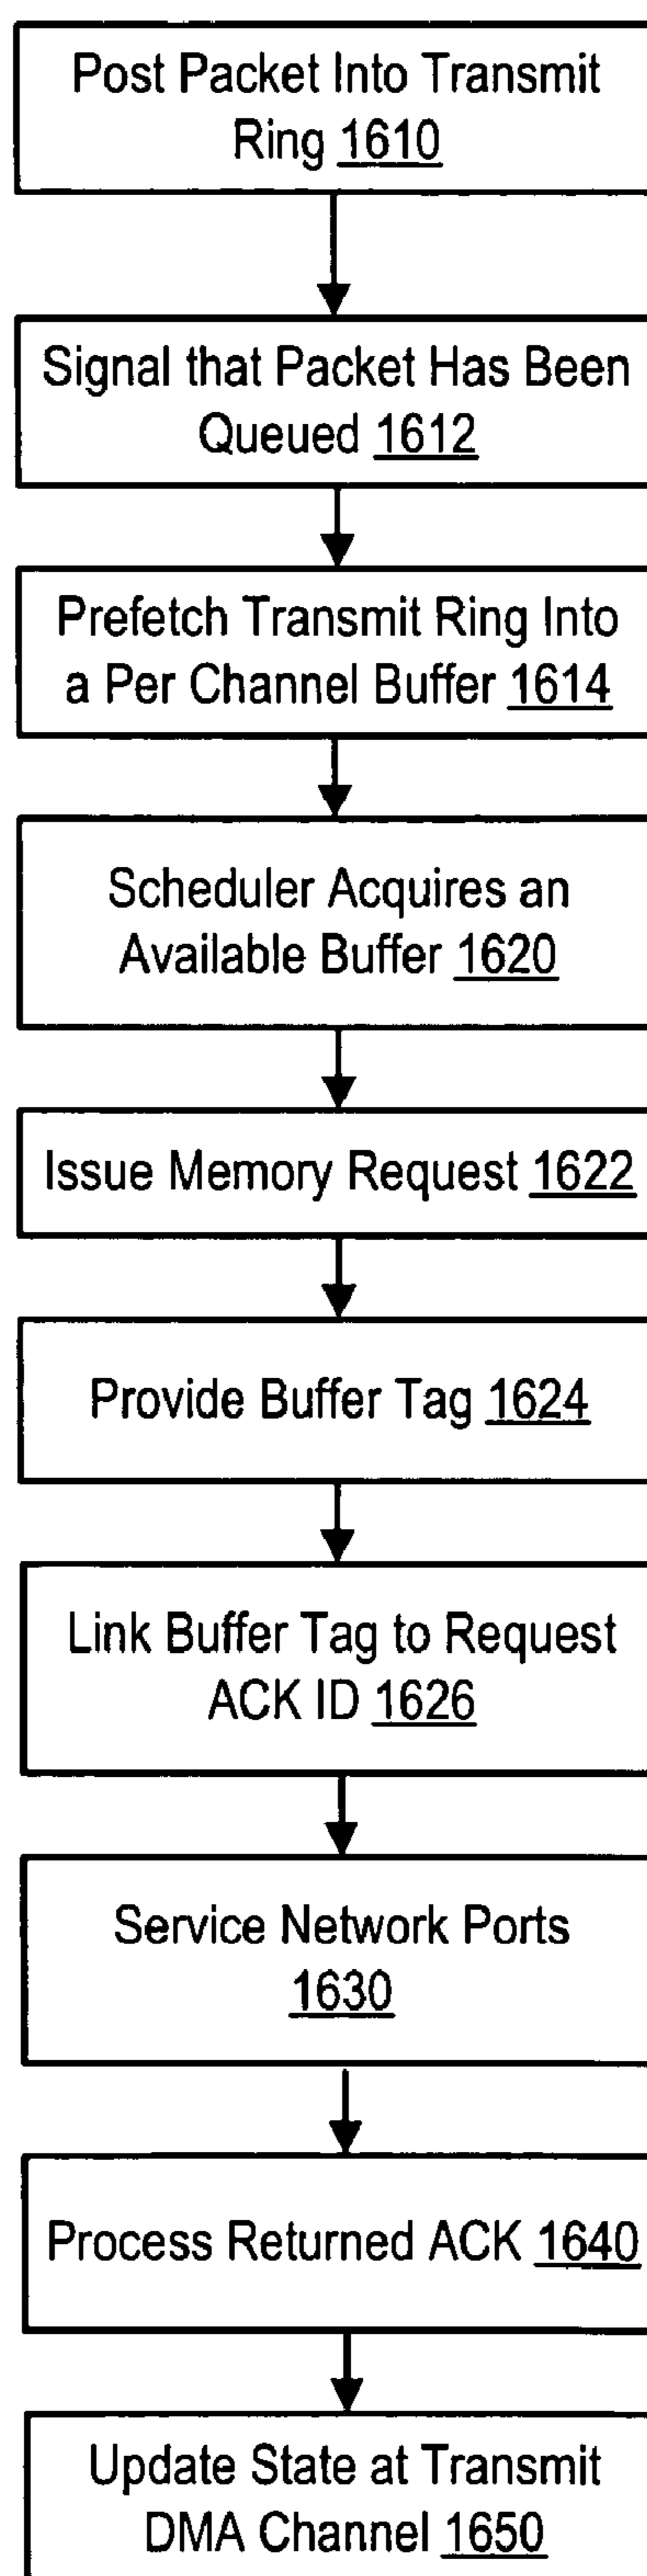 Post Packet Into Transmit
Ring 1610
Signal that Packet Has Been
Queued 1612
Prefetch Transmit Ring Into
a Per Channel Buffer 1614
Scheduler Acquires an
Available Buffer 1620
Issue Memory Request 1622
Provide Buffer Tag 1624
Link Buffer Tag to Request
ACK ID 1626
Service Network Ports
1630
Process Returned ACK 1640
Update State at Transmit
DMA Channel 1650